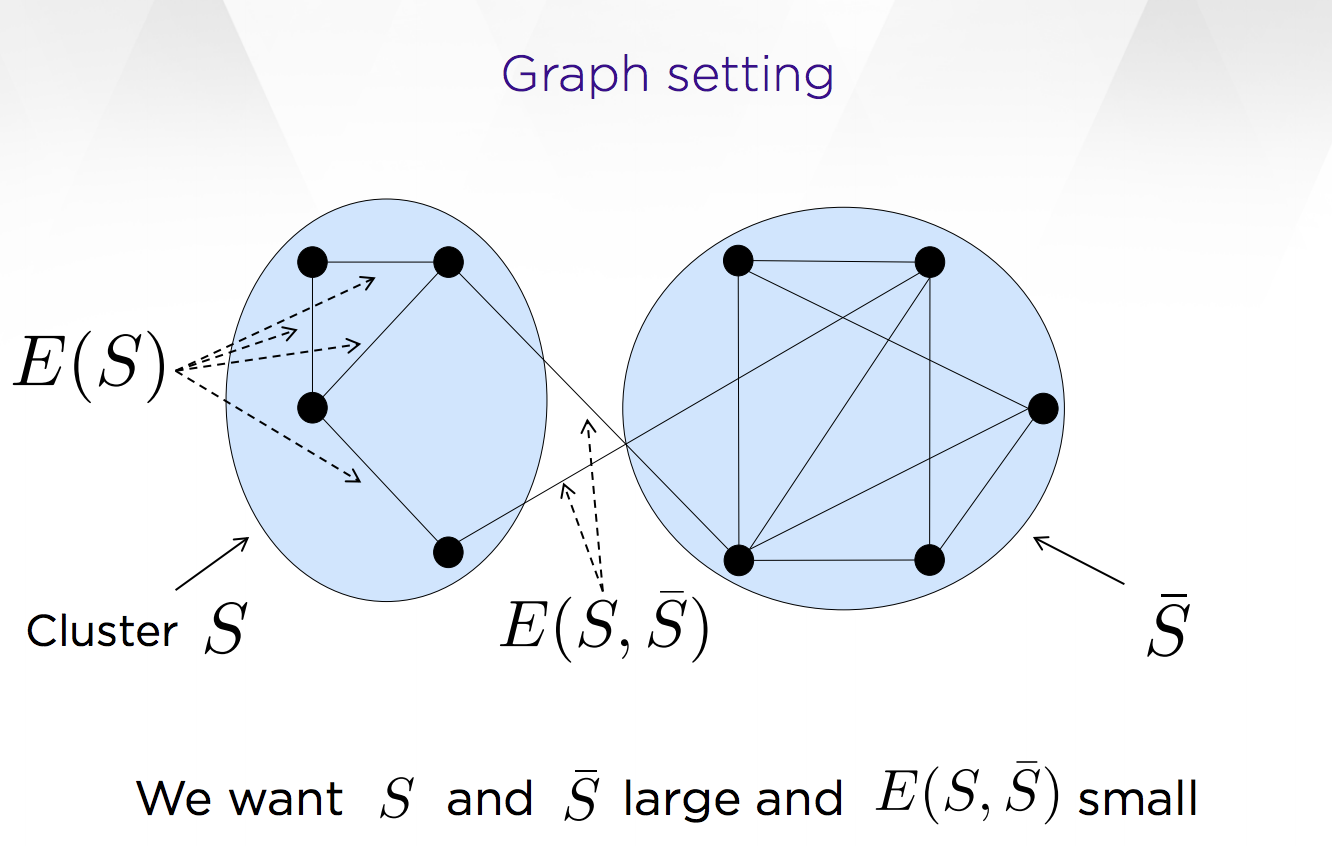 Graph setting
E(S)
Cluster S
E(S, S̄)
S̄
We want S and S̄ large and E(S, S̄) small